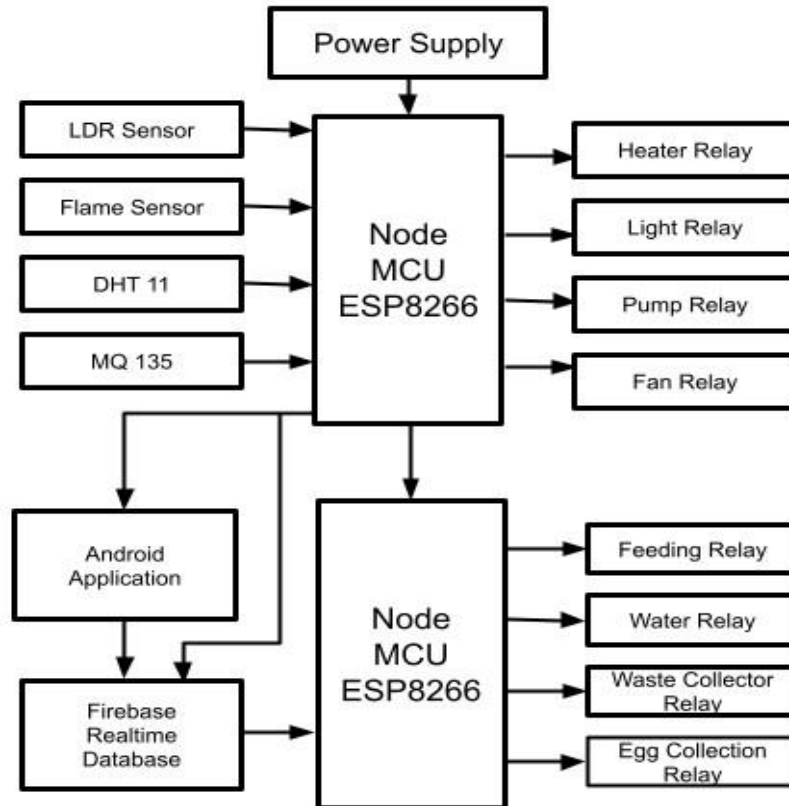 Power Supply
LDR Sensor
Flame Sensor
DHT 11
MQ 135
Node
MCU
ESP8266
Heater Relay
Light Relay
Pump Relay
Fan Relay
Android
Application
Firebase
Realtime
Database
Node
MCU
ESP8266
Feeding Relay
Water Relay
Waste Collector
Relay
Egg Collection
Relay